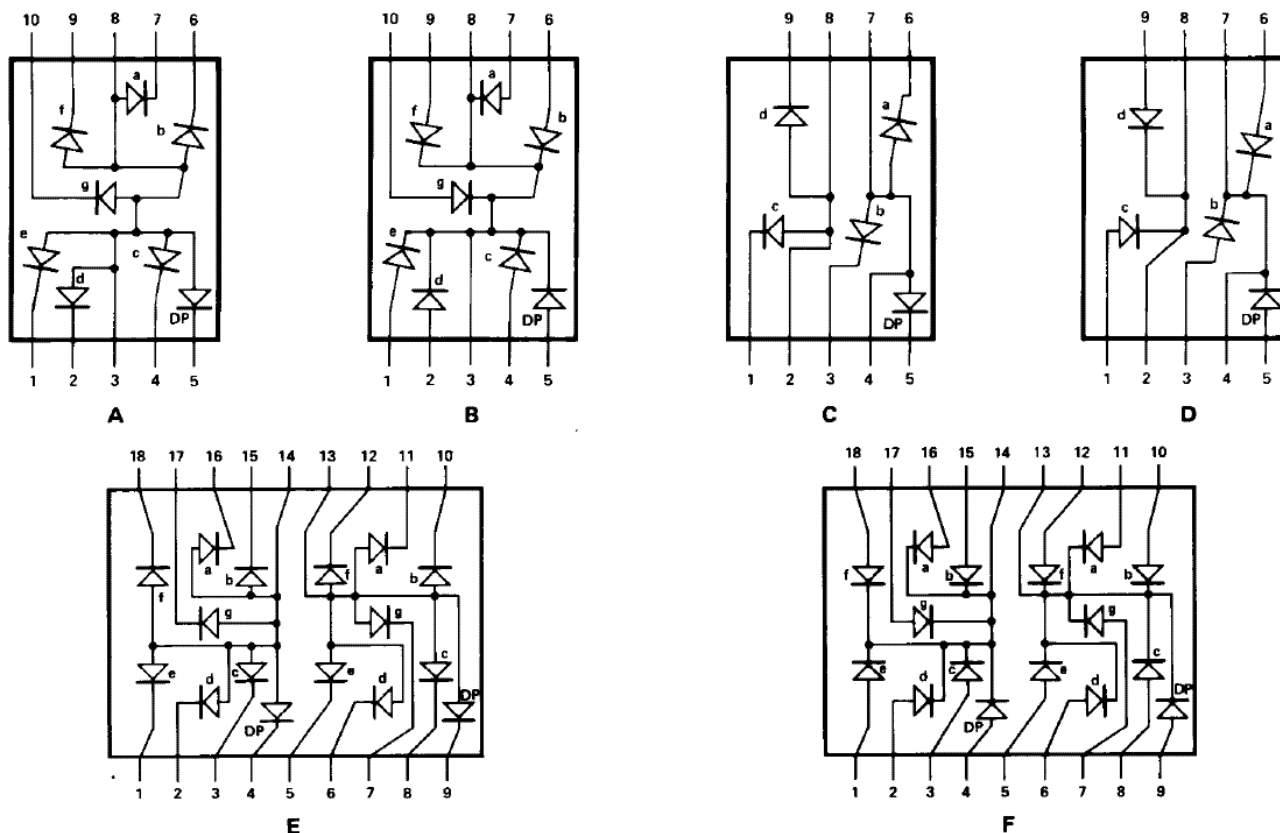 10 9 8 7 6 10 9 8 7 6 9 8 7 6 9 8 7 6
a a
f b f b d a d a
g g
e c e c c b c b
d d
DP DP DP DP
1 2 3 4 5 1 2 3 4 5 1 2 3 4 5 1 2 3 4 5
A B C D
18 17 16 15 14 13 12 11 10 18 17 16 15 14 13 12 11 10
a b f a b a b f a b
f f
g g g g
e d c e d c e d c e d c
DP DP DP DP
1 2 3 4 5 6 7 8 9 1 2 3 4 5 6 7 8 9
E F